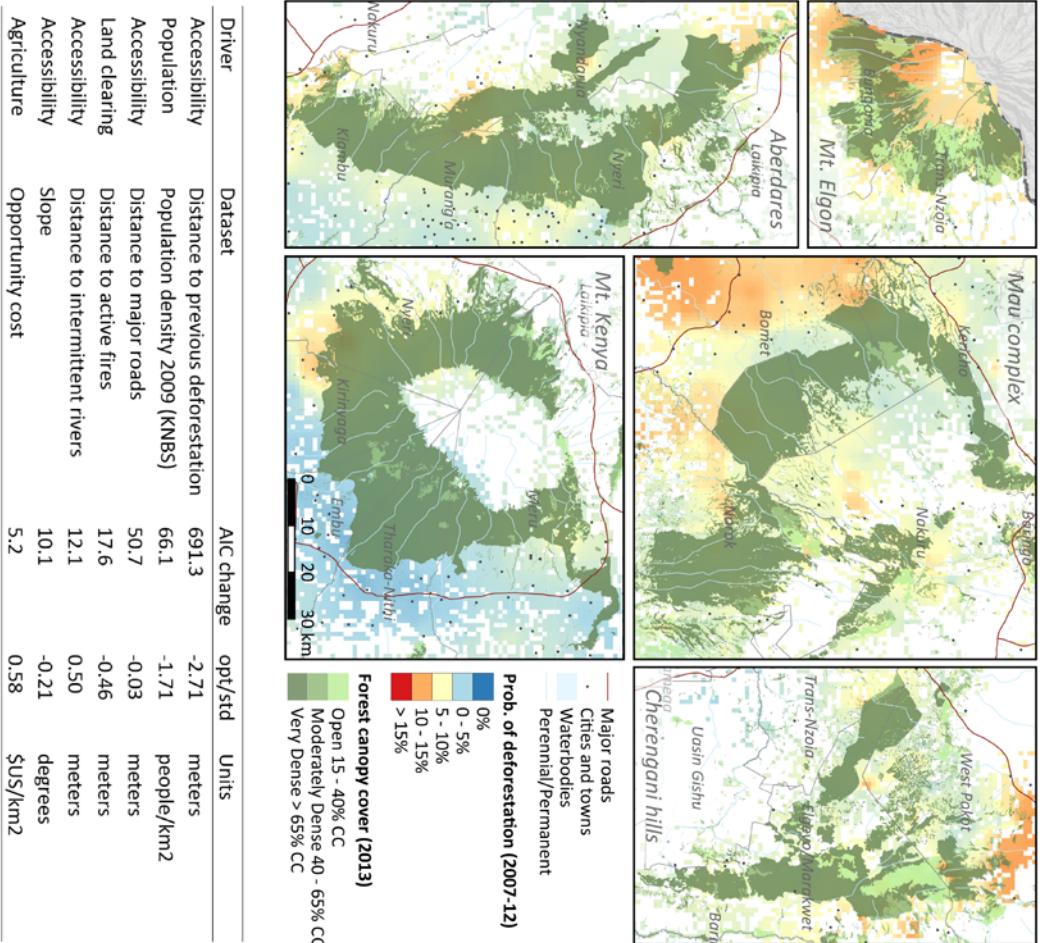 Mt. Elgon
Bungoma
Trans-Nzoia
Mau complex
Kericho
Baringo
Bomet
Nakuru
Narok
West Pokot
Trans-Nzoia
Elgeyo/Marakwet
Uasin Gishu
Cherengani hills
Aberdares
Laikipia
Nyandarua
Nakuru
Nyeri
Murang'a
Kiambu
Mt. Kenya
Laikipia
Nyeri
Meru
Kirinyaga
Embu
Tharaka-Nithi
0 10 20 30 km
Major roads
Cities and towns
Waterbodies
Perennial/Permanent
Prob. of deforestation (2007-12)
0%
0 - 5%
5 - 10%
10 - 15%
> 15%
Forest canopy cover (2013)
Open 15 - 40% CC
Moderately Dense 40 - 65% CC
Very Dense > 65% CC
Driver Dataset AIC change opt/std Units
Accessibility Distance to previous deforestation 691.3 -2.71 meters
Population Population density 2009 (KNBS) 66.1 -1.71 people/km2
Accessibility Distance to major roads 50.7 -0.03 meters
Land clearing Distance to active fires 17.6 -0.46 meters
Accessibility Distance to intermittent rivers 12.1 0.50 meters
Accessibility Slope 10.1 -0.21 degrees
Agriculture Opportunity cost 5.2 0.58 $US/km2